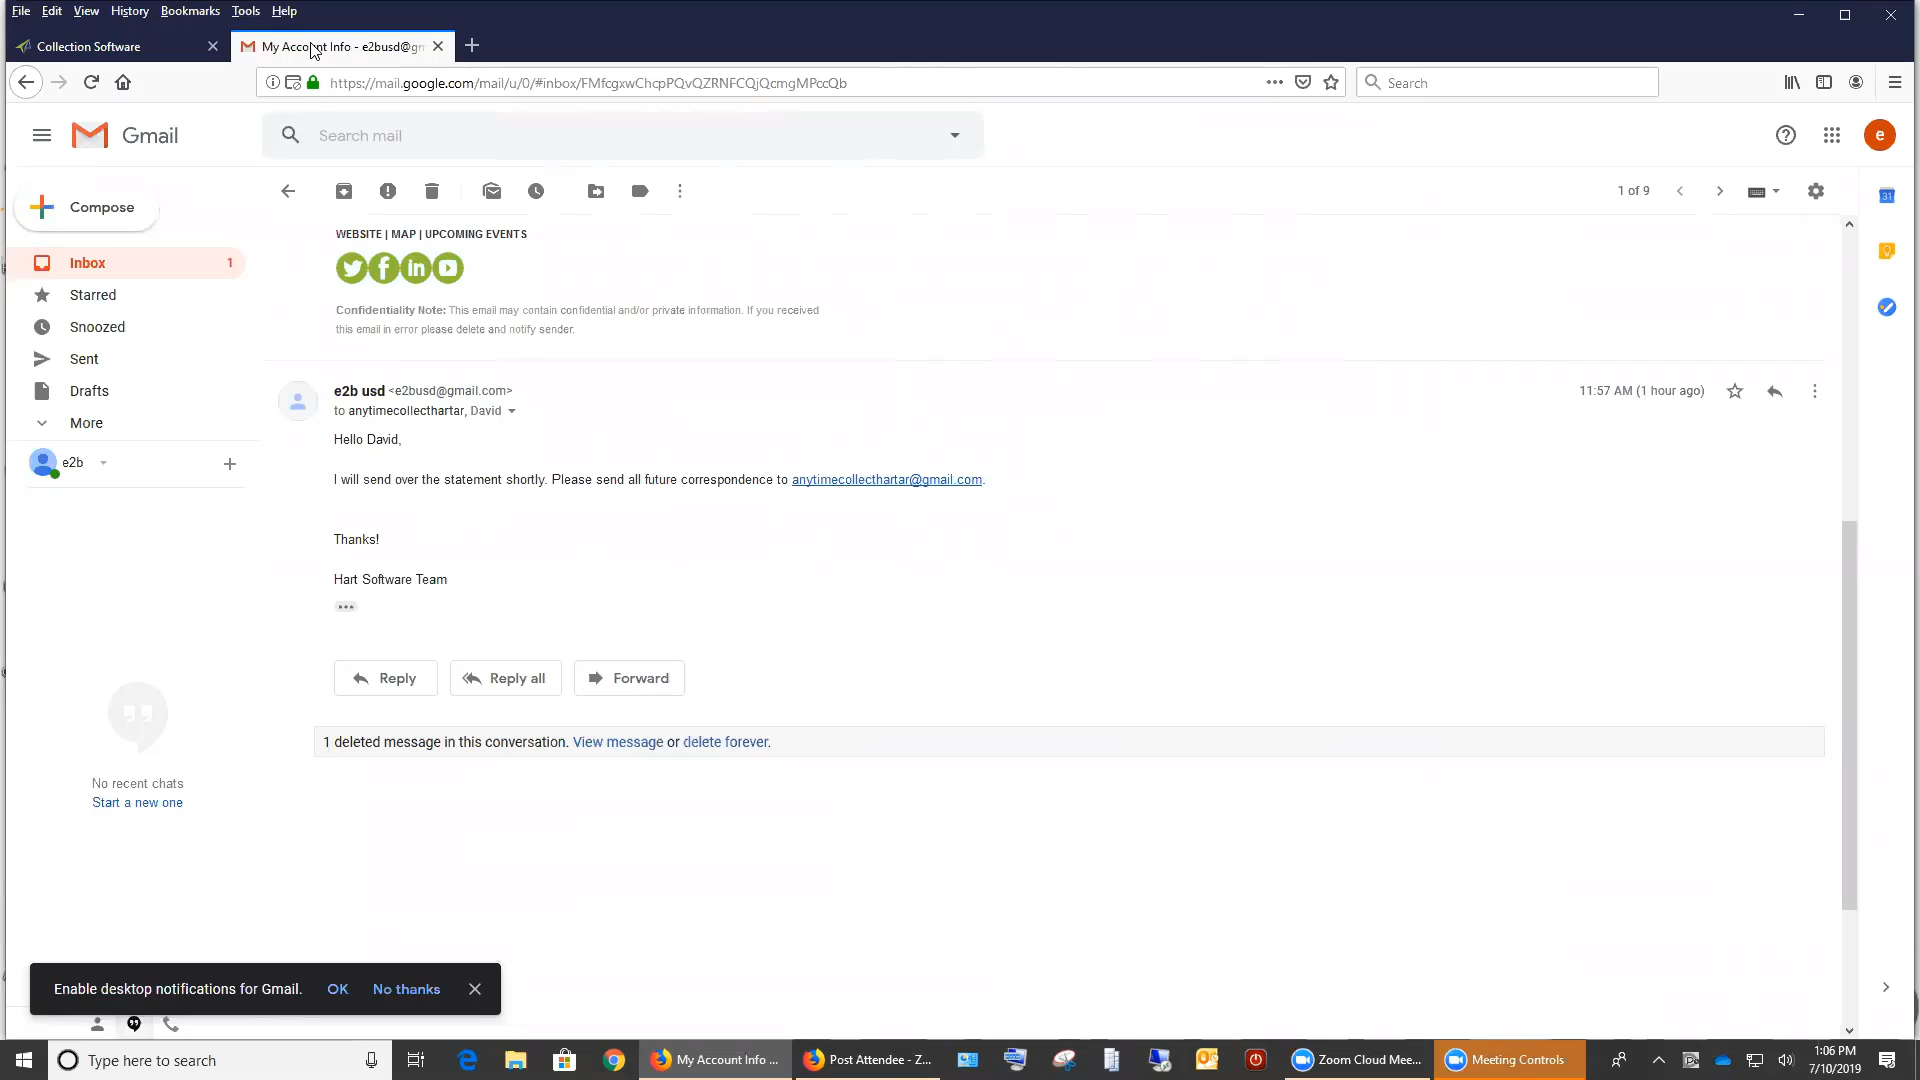 File Edit View History Bookmarks Tools Help
Collection Software
My Account Info - e2busd@gm
https://mail.google.com/mail/u/0/#inbox/FMfcgxwChcpPQvQZRNFCQjQcmgMPccQb
Search
Gmail
Search mail
e
Compose
1 of 9
31
WEBSITE | MAP | UPCOMING EVENTS
Inbox 1
Starred
Snoozed
Sent
Drafts
More
e2b
Confidentiality Note: This email may contain confidential and/or private information. If you received
this email in error please delete and notify sender.
e2b usd <e2busd@gmail.com>
11:57 AM (1 hour ago)
to anytimecollecthartar, David
Hello David,
I will send over the statement shortly. Please send all future correspondence to anytimecollecthartar@gmail.com.
Thanks!
Hart Software Team
Reply
Reply all
Forward
1 deleted message in this conversation. View message or delete forever.
No recent chats
Start a new one
Enable desktop notifications for Gmail. OK No thanks
Type here to search
My Account Info ...
Post Attendee - Z...
Zoom Cloud Mee...
Meeting Controls
1:06 PM
7/10/2019